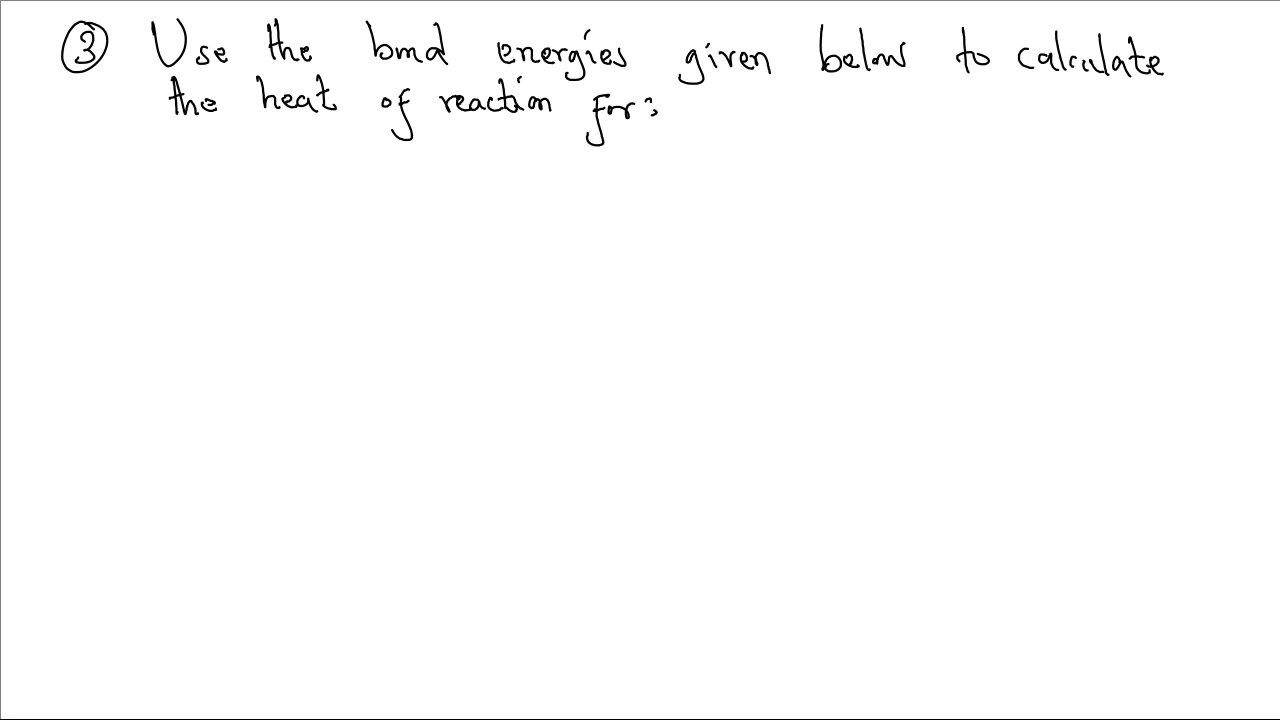 ③ Use the bond energies given below to calculate
the heat of reaction for: